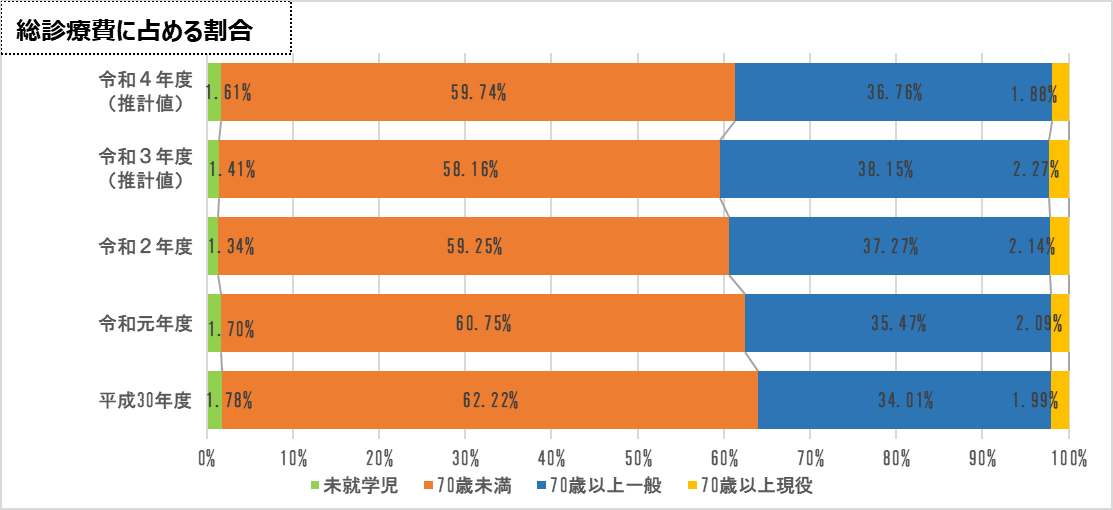 総診療費に占める割合
令和４年度
（推計値）
1.61%
59.74%
36.76%
1.88%
令和３年度
（推計値）
1.41%
58.16%
38.15%
2.27%
令和２年度
1.34%
59.25%
37.27%
2.14%
令和元年度
1.70%
60.75%
35.47%
2.09%
平成30年度
1.78%
62.22%
34.01%
1.99%
0% 10% 20% 30% 40% 50% 60% 70% 80% 90% 100%
未就学児 70歳未満 70歳以上一般 70歳以上現役